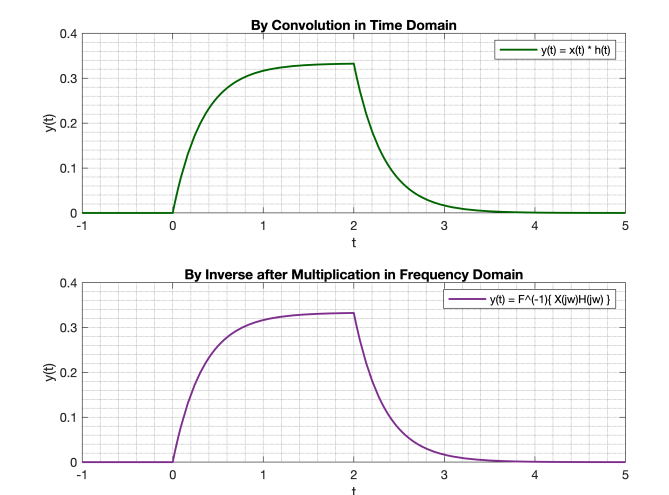 By Convolution in Time Domain
0.4
0.3
0.2
0.1
0
y(t)
y(t) = x(t) * h(t)
-1 0 1 2 3 4 5
t
By Inverse after Multiplication in Frequency Domain
0.4
0.3
0.2
0.1
0
y(t)
y(t) = F^(-1){ X(jw)H(jw) }
-1 0 1 2 3 4 5
t